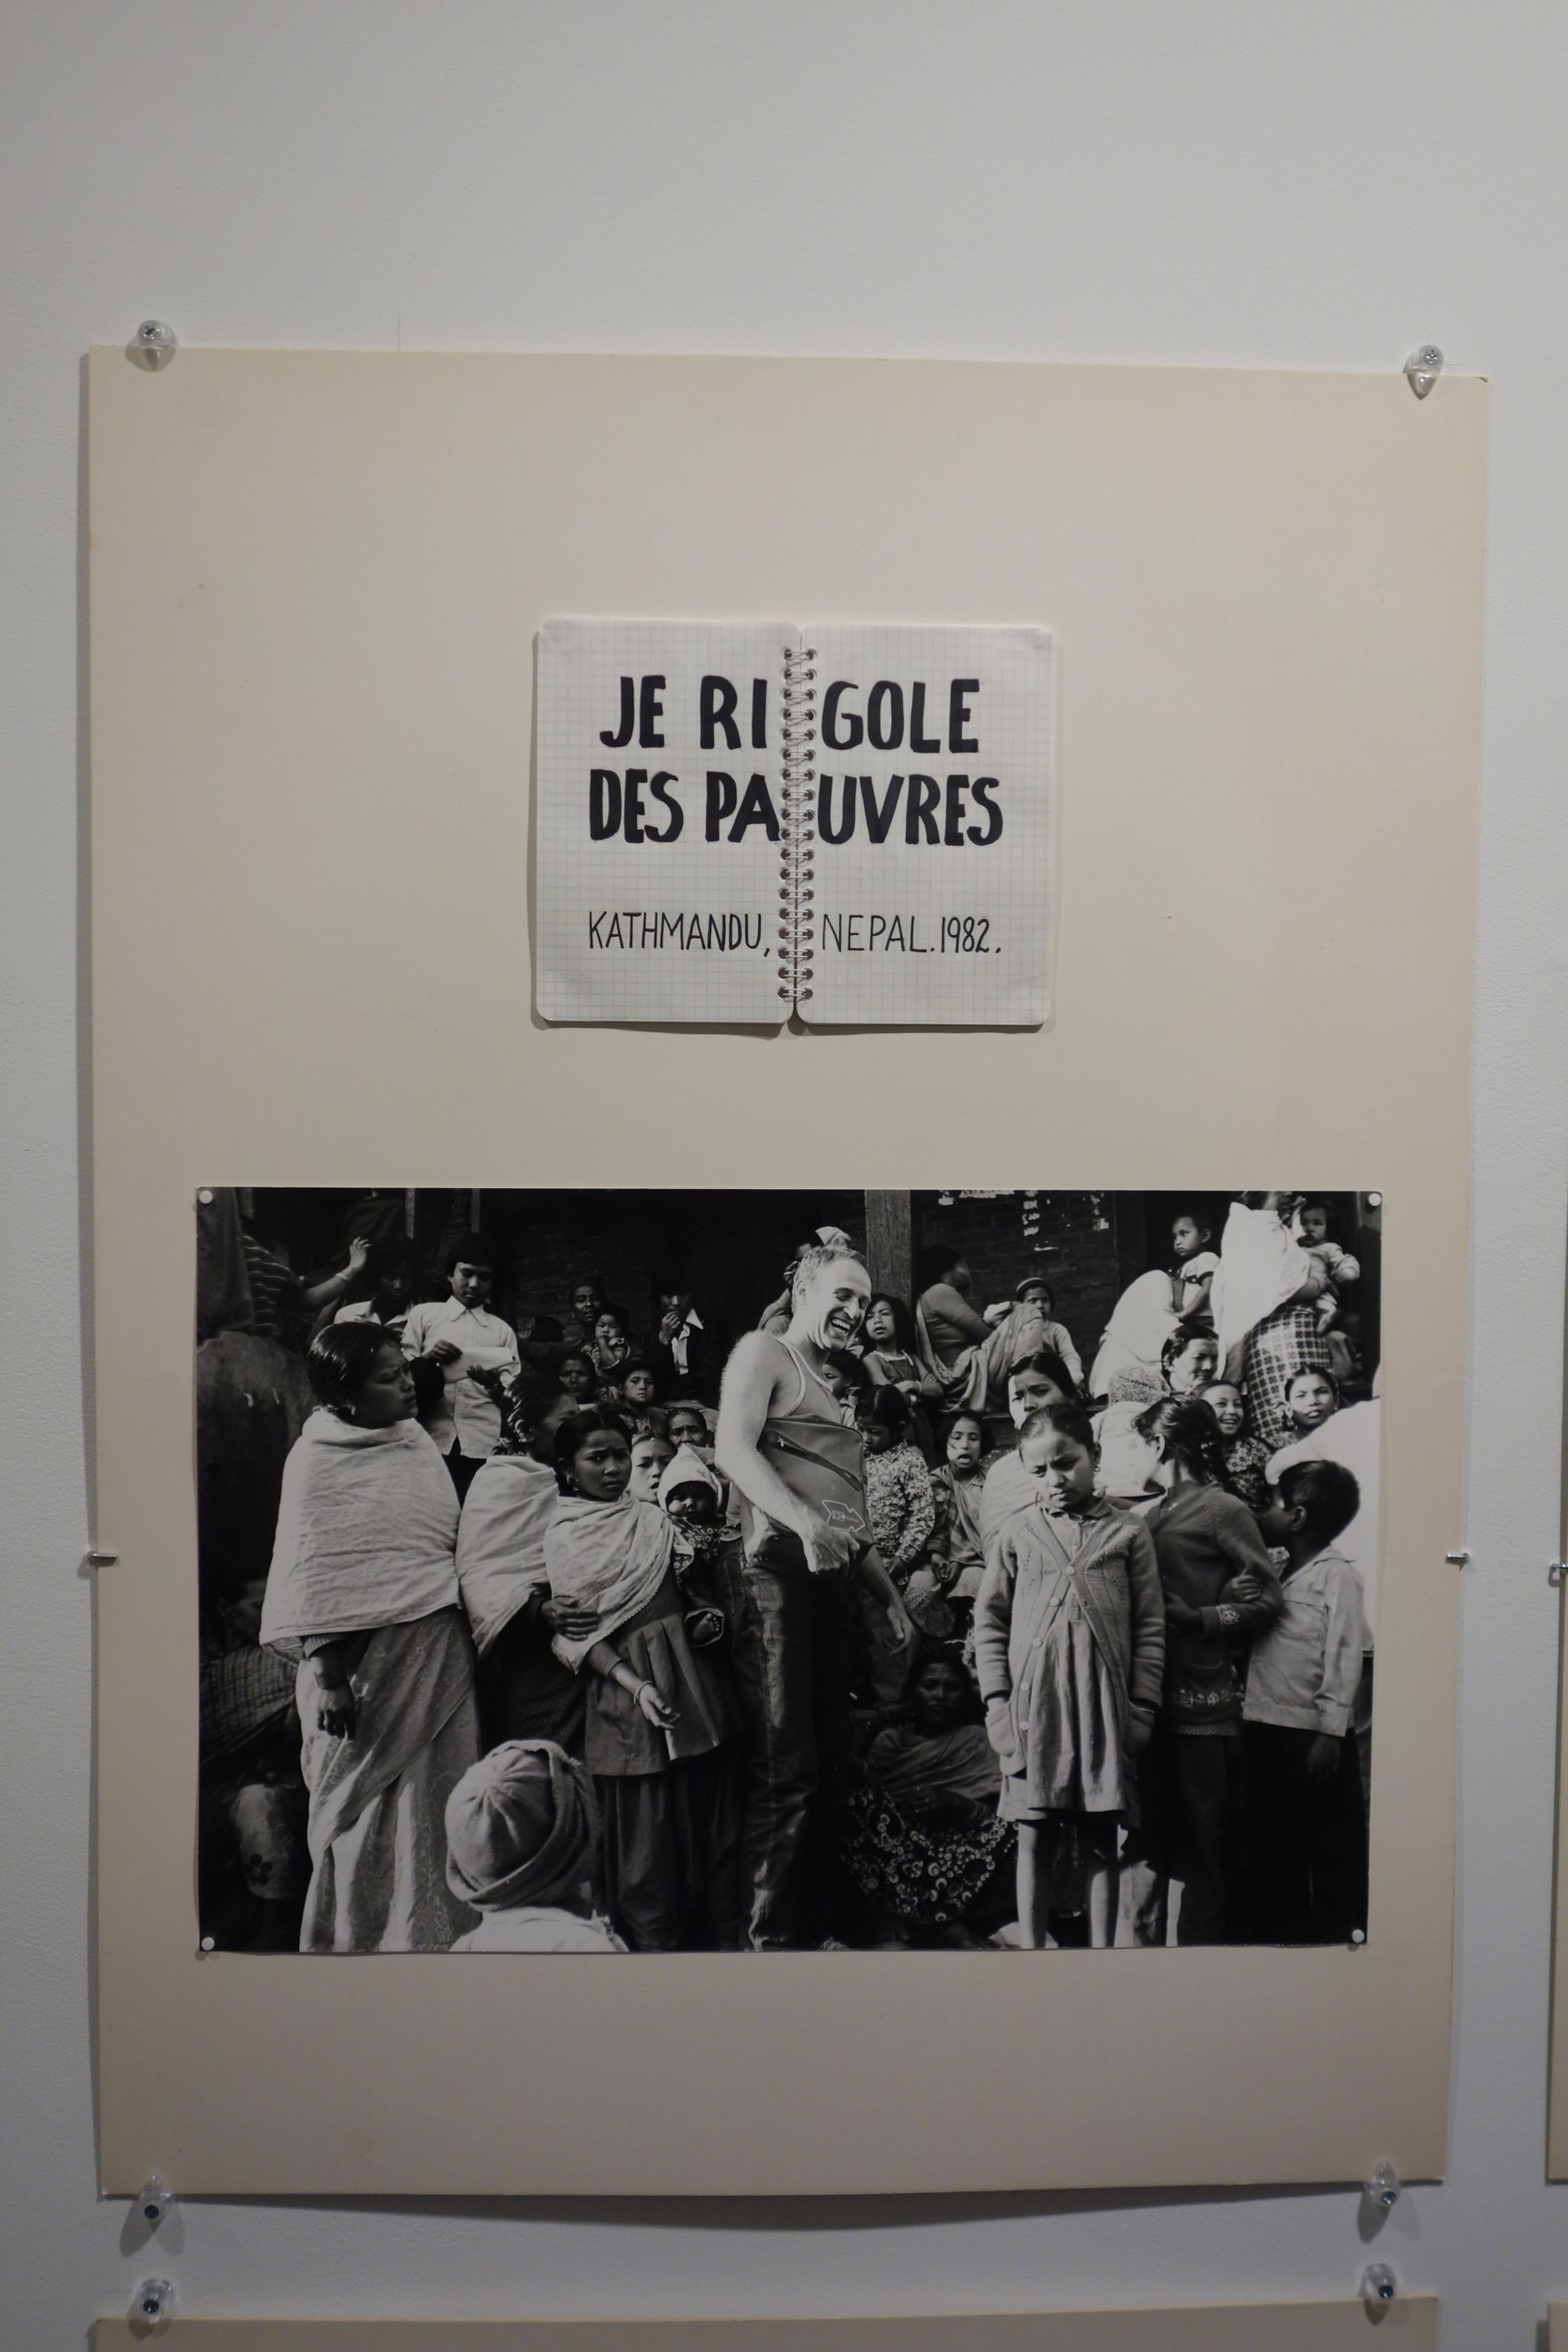 JE RIGOLE
DES PAUVRES
KATHMANDU, NEPAL. 1982.